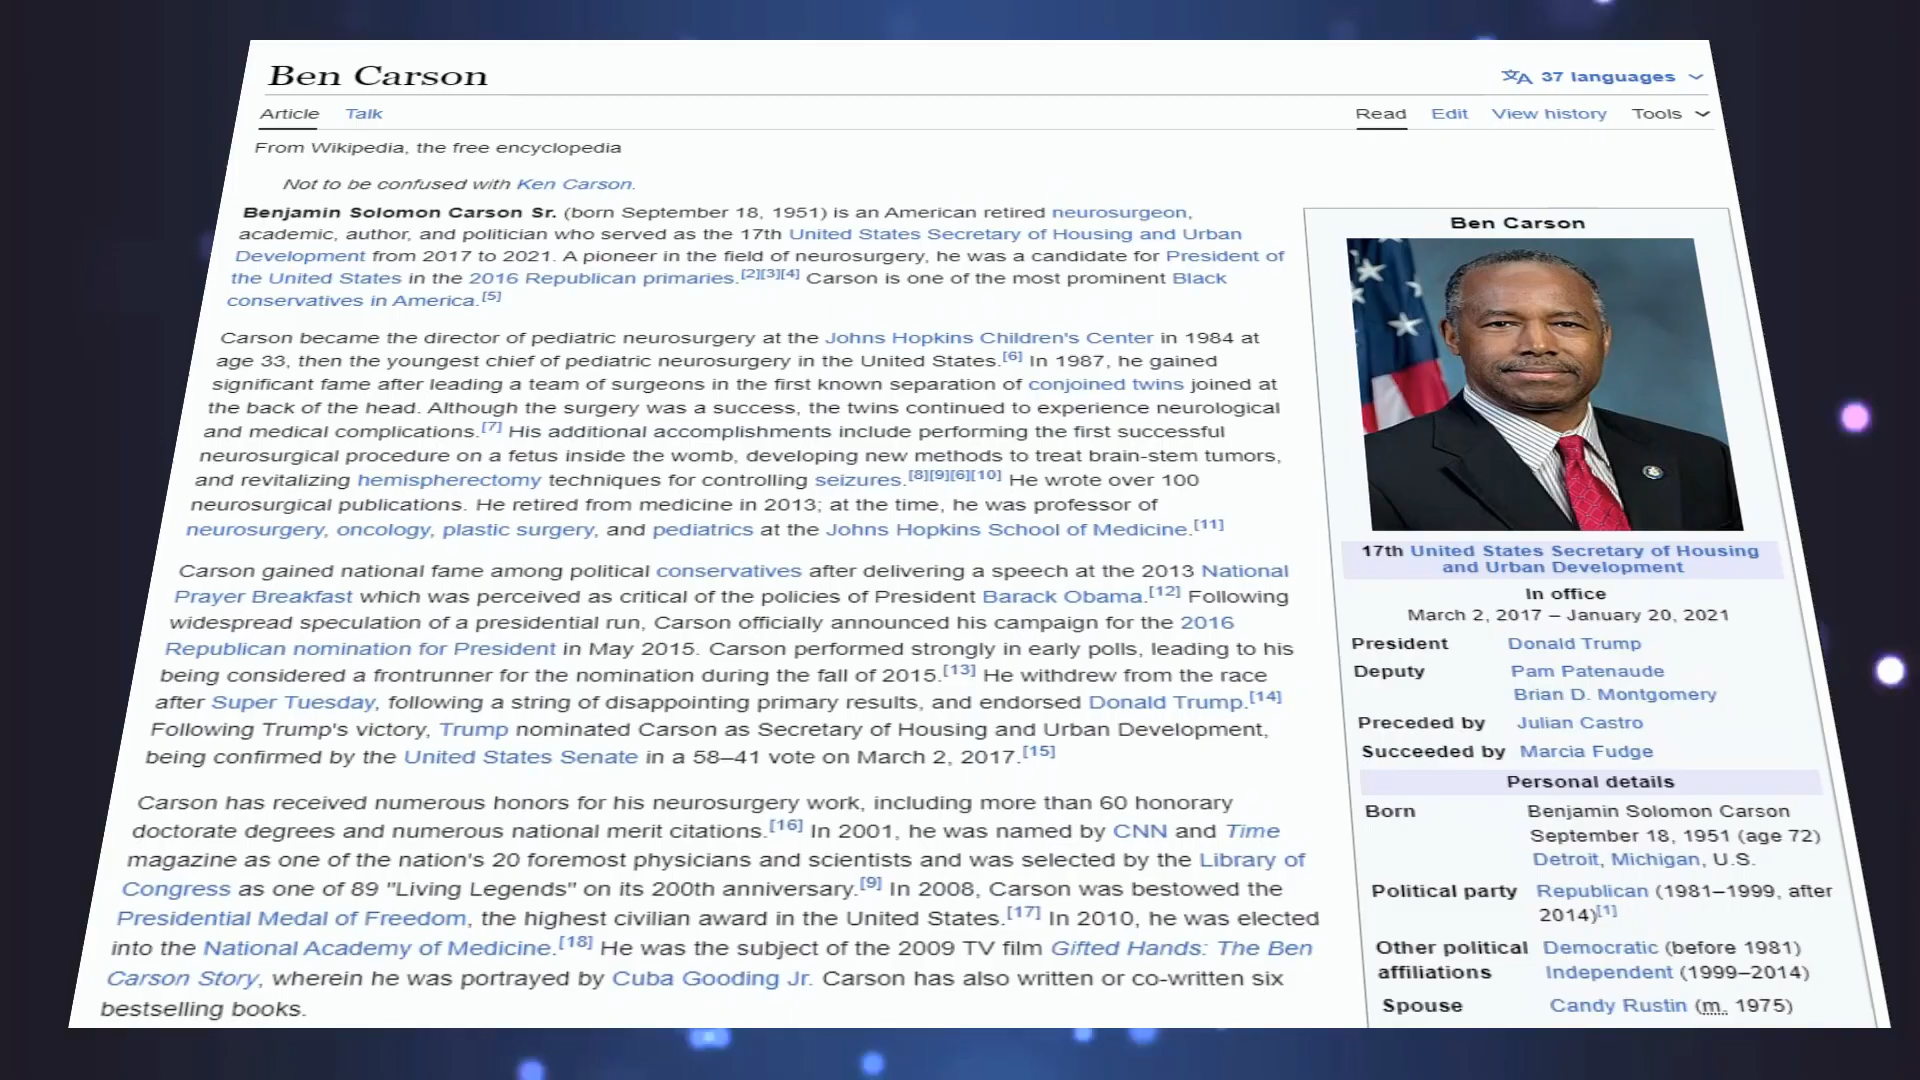 Ben Carson
37 languages
Article Talk
Read Edit View history Tools
From Wikipedia, the free encyclopedia
Not to be confused with Ken Carson.
Benjamin Solomon Carson Sr. (born September 18, 1951) is an American retired neurosurgeon,
academic, author, and politician who served as the 17th United States Secretary of Housing and Urban
Development from 2017 to 2021. A pioneer in the field of neurosurgery, he was a candidate for President of
the United States in the 2016 Republican primaries.[2][3][4] Carson is one of the most prominent Black
conservatives in America.[5]
Carson became the director of pediatric neurosurgery at the Johns Hopkins Children's Center in 1984 at
age 33, then the youngest chief of pediatric neurosurgery in the United States.[6] In 1987, he gained
significant fame after leading a team of surgeons in the first known separation of conjoined twins joined at
the back of the head. Although the surgery was a success, the twins continued to experience neurological
and medical complications.[7] His additional accomplishments include performing the first successful
neurosurgical procedure on a fetus inside the womb, developing new methods to treat brain-stem tumors,
and revitalizing hemispherectomy techniques for controlling seizures.[8][9][6][10] He wrote over 100
neurosurgical publications. He retired from medicine in 2013; at the time, he was professor of
neurosurgery, oncology, plastic surgery, and pediatrics at the Johns Hopkins School of Medicine.[11]
Carson gained national fame among political conservatives after delivering a speech at the 2013 National
Prayer Breakfast which was perceived as critical of the policies of President Barack Obama.[12] Following
widespread speculation of a presidential run, Carson officially announced his campaign for the 2016
Republican nomination for President in May 2015. Carson performed strongly in early polls, leading to his
being considered a frontrunner for the nomination during the fall of 2015.[13] He withdrew from the race
after Super Tuesday, following a string of disappointing primary results, and endorsed Donald Trump.[14]
Following Trump's victory, Trump nominated Carson as Secretary of Housing and Urban Development,
being confirmed by the United States Senate in a 58–41 vote on March 2, 2017.[15]
Carson has received numerous honors for his neurosurgery work, including more than 60 honorary
doctorate degrees and numerous national merit citations.[16] In 2001, he was named by CNN and Time
magazine as one of the nation's 20 foremost physicians and scientists and was selected by the Library of
Congress as one of 89 "Living Legends" on its 200th anniversary.[9] In 2008, Carson was bestowed the
Presidential Medal of Freedom, the highest civilian award in the United States.[17] In 2010, he was elected
into the National Academy of Medicine.[18] He was the subject of the 2009 TV film Gifted Hands: The Ben
Carson Story, wherein he was portrayed by Cuba Gooding Jr. Carson has also written or co-written six
bestselling books.
Ben Carson
17th United States Secretary of Housing
and Urban Development
In office
March 2, 2017 – January 20, 2021
President Donald Trump
Deputy Pam Patenaude
Brian D. Montgomery
Preceded by Julian Castro
Succeeded by Marcia Fudge
Personal details
Born Benjamin Solomon Carson
September 18, 1951 (age 72)
Detroit, Michigan, U.S.
Political party Republican (1981–1999, after
2014)[1]
Other political Democratic (before 1981)
affiliations Independent (1999–2014)
Spouse Candy Rustin (m. 1975)